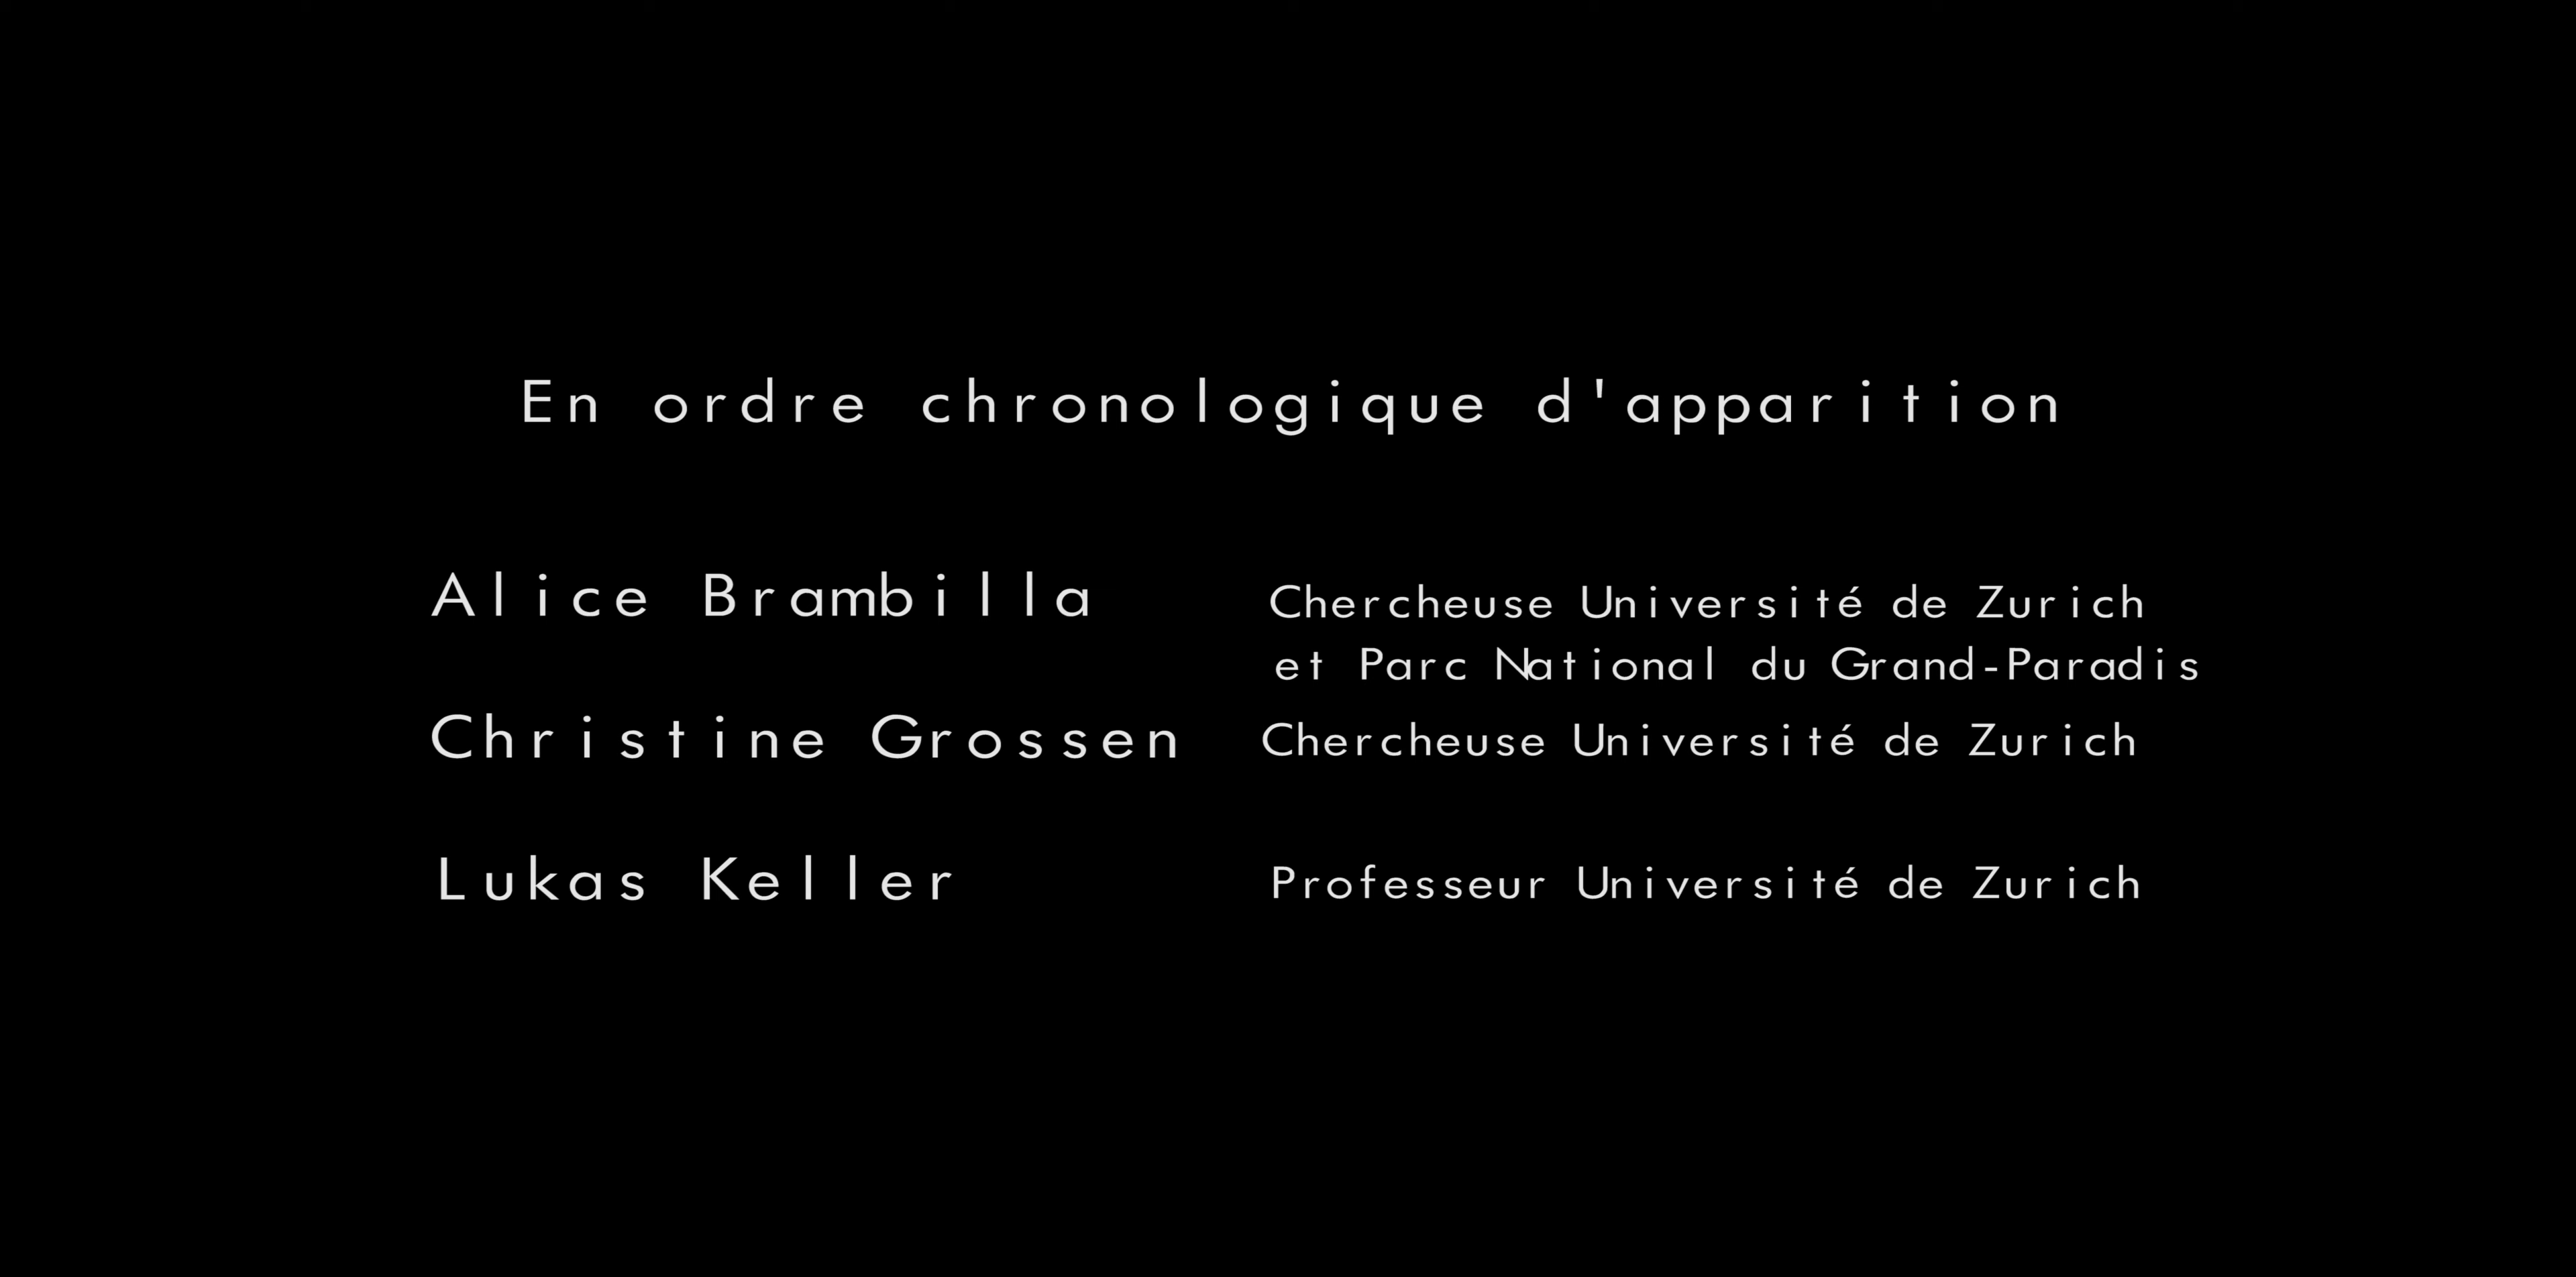 En ordre chronologique d'apparition
Alice Brambilla Chercheuse Université de Zurich
et Parc National du Grand-Paradis
Christine Grossen Chercheuse Université de Zurich
Lukas Keller Professeur Université de Zurich